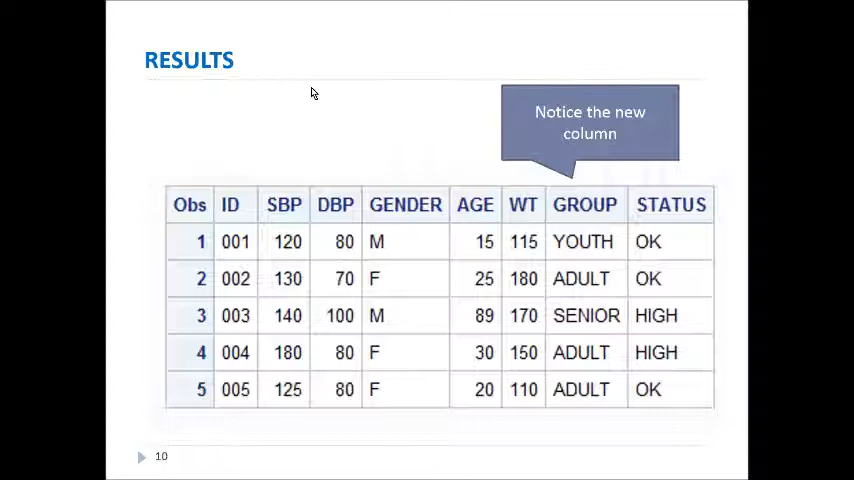 RESULTS
Notice the new
column
Obs ID SBP DBP GENDER AGE WT GROUP STATUS
1 001 120 80 M 15 115 YOUTH OK
2 002 130 70 F 25 180 ADULT OK
3 003 140 100 M 89 170 SENIOR HIGH
4 004 180 80 F 30 150 ADULT HIGH
5 005 125 80 F 20 110 ADULT OK
10